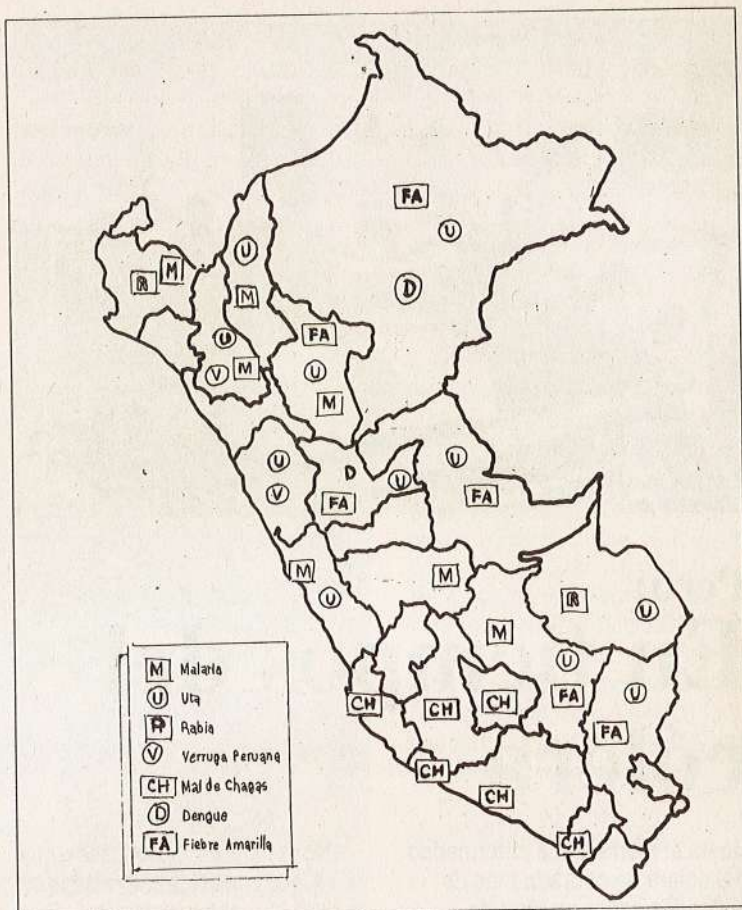 FA
U
U
D
R M
M
FA
U
V M
U
M
U
D
U
U
V
FA
FA
M
M
U
R
U
M
U
U
CH
CH
CH
FA
FA
CH
CH
CH
M Malaria
U Uta
R Rabia
V Verruga Peruana
CH Mal de Chagas
D Dengue
FA Fiebre Amarilla